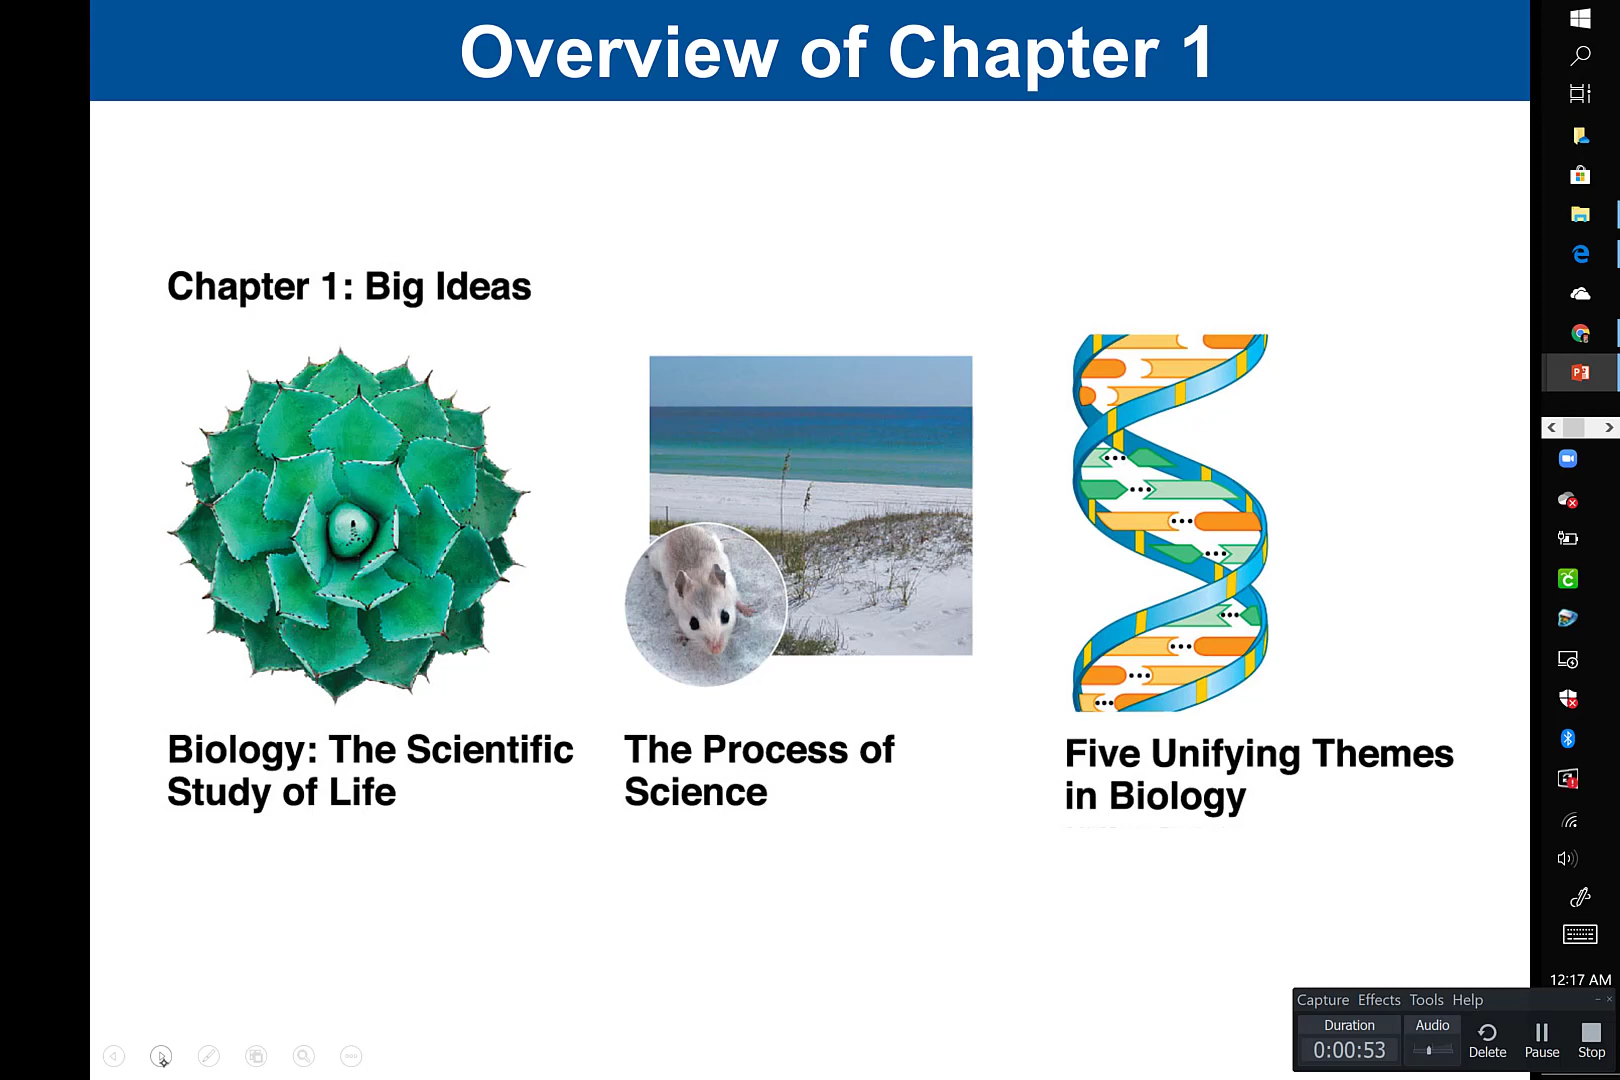 Overview of Chapter 1
Chapter 1: Big Ideas
Biology: The Scientific
Study of Life
The Process of
Science
Five Unifying Themes
in Biology
12:17 AM
Capture Effects Tools Help
Duration
Audio
0:00:53
Delete
Pause
Stop